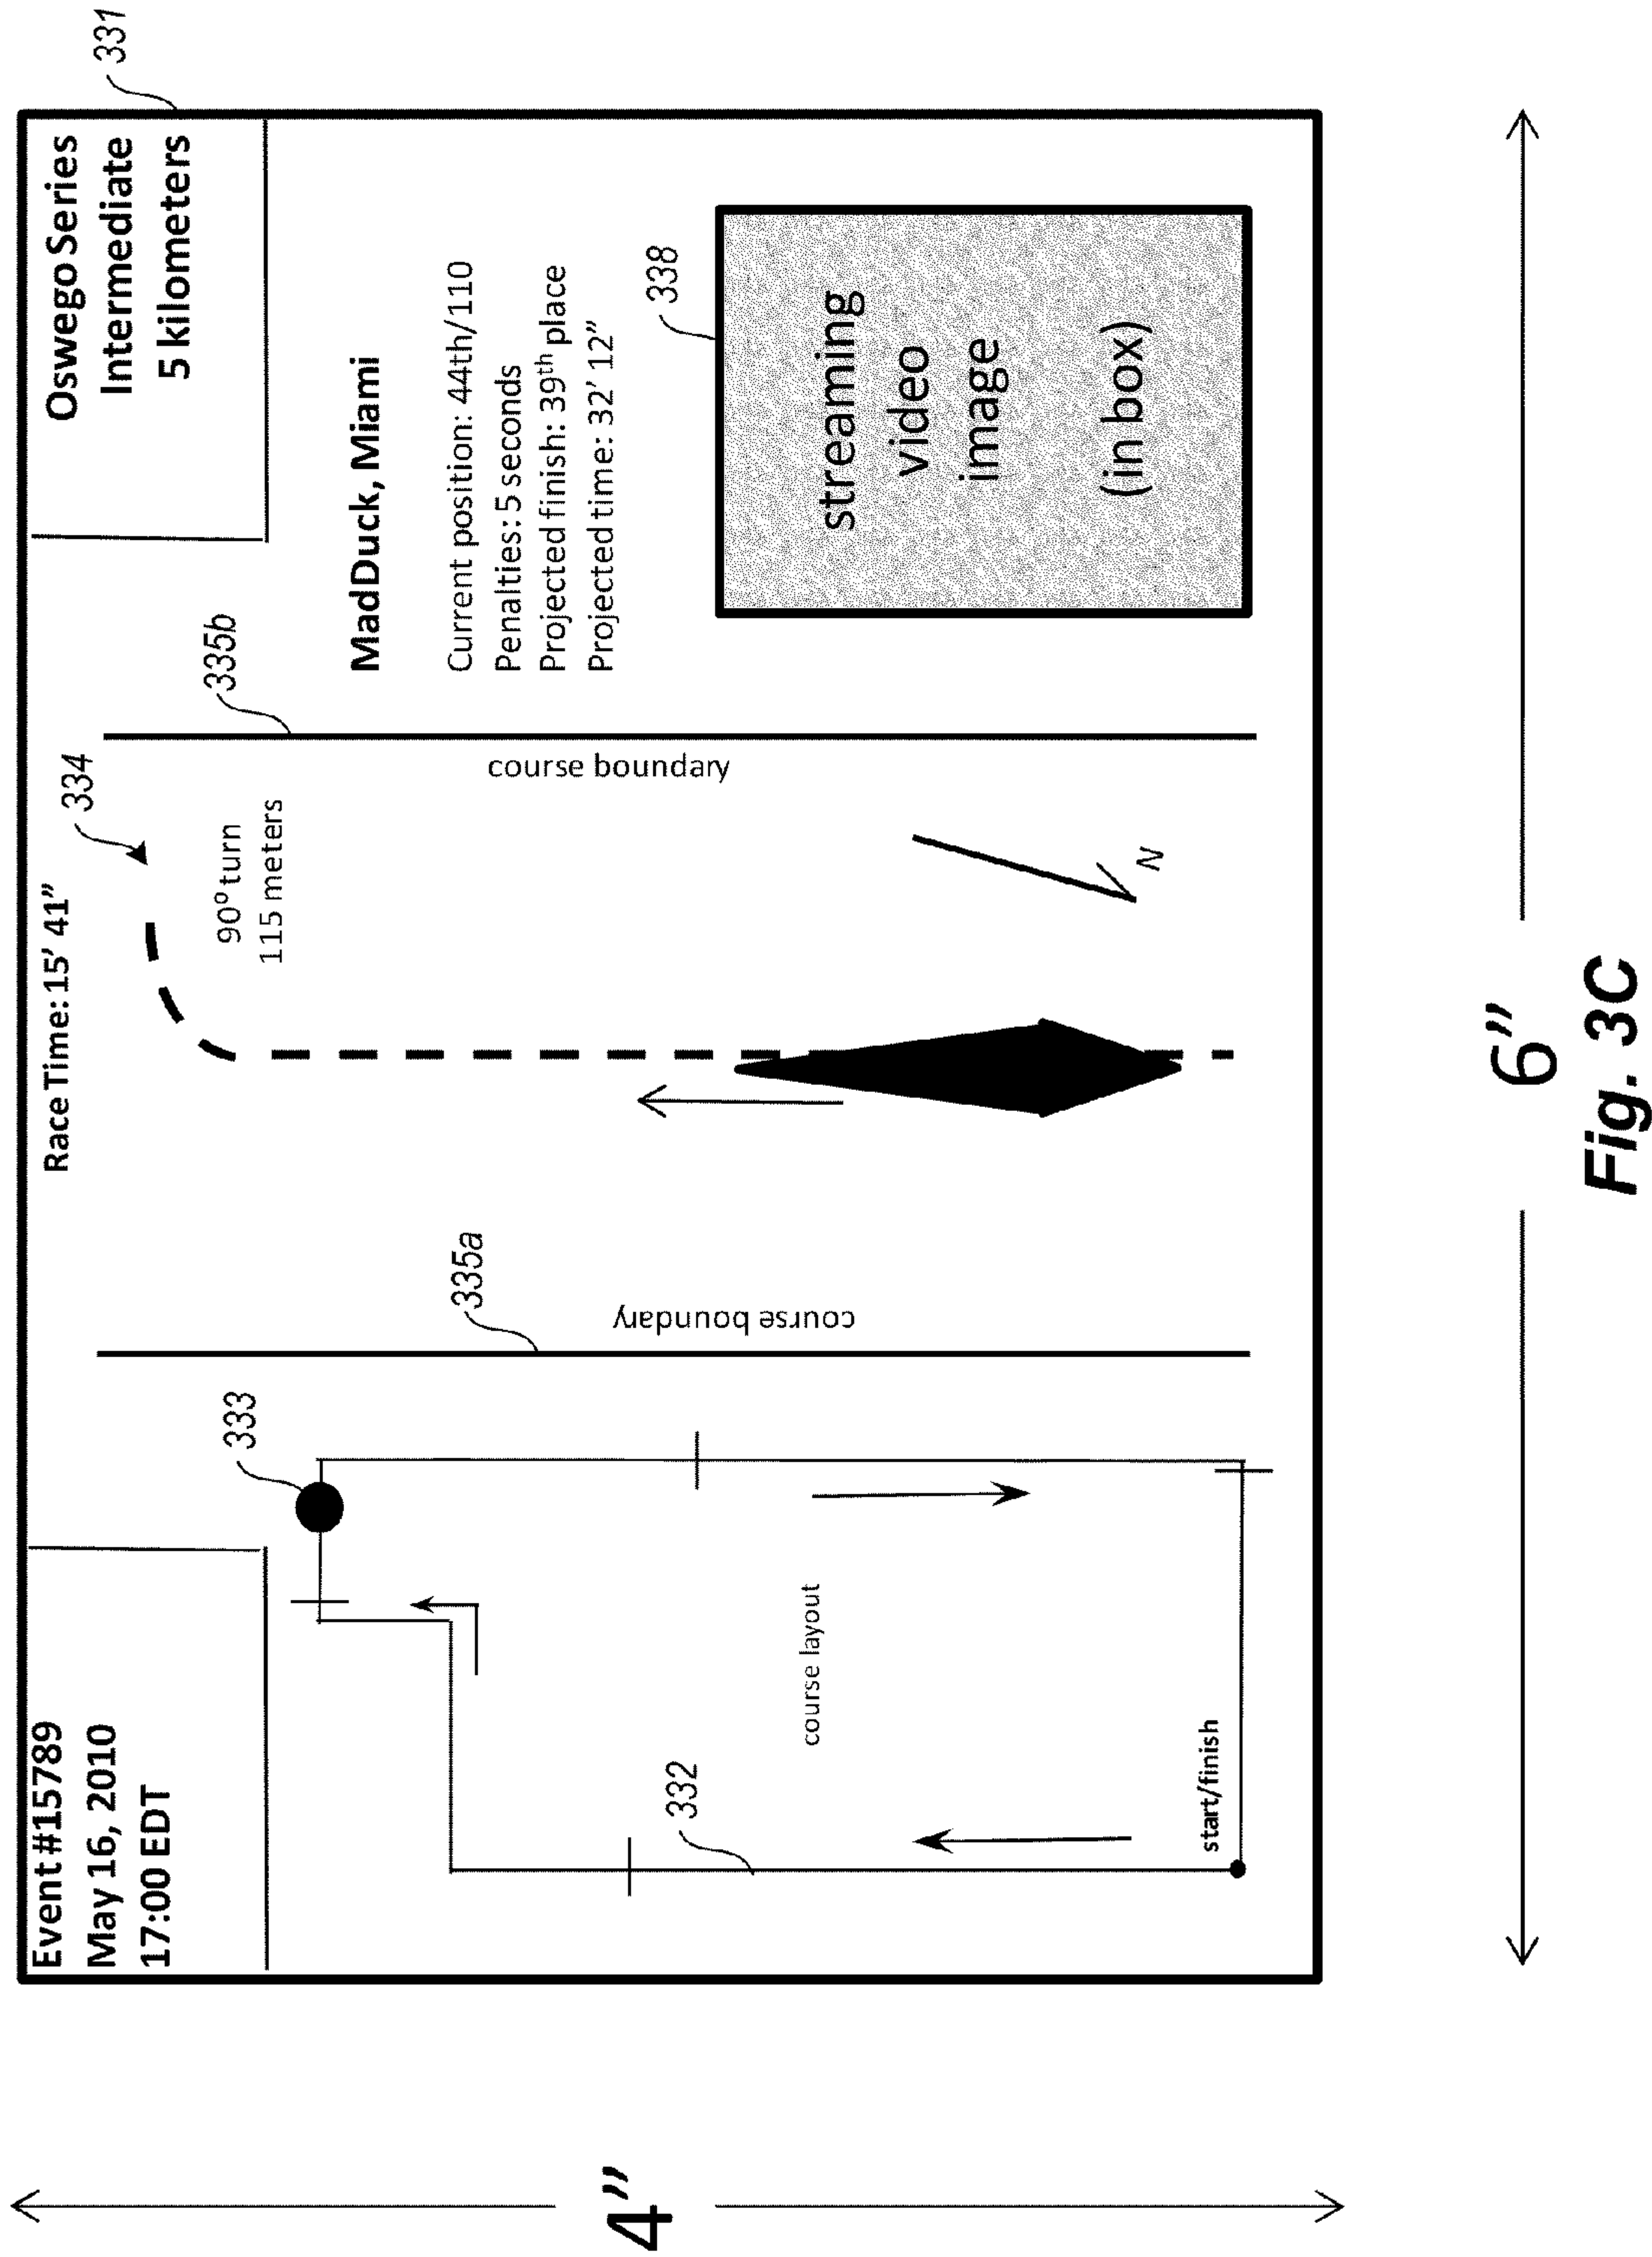 Event #15789
May 16, 2010
17:00 EDT
Race Time: 15’ 41”
Oswego Series
Intermediate
5 kilometers
331
334
90º turn
115 meters
333
335a
335b
course boundary
course boundary
332
course layout
start/finish
N
MadDuck, Miami
Current position: 44th/110
Penalties: 5 seconds
Projected finish: 39th place
Projected time: 32’ 12”
338
streaming
video
image
(in box)
4”
6”
Fig. 3C